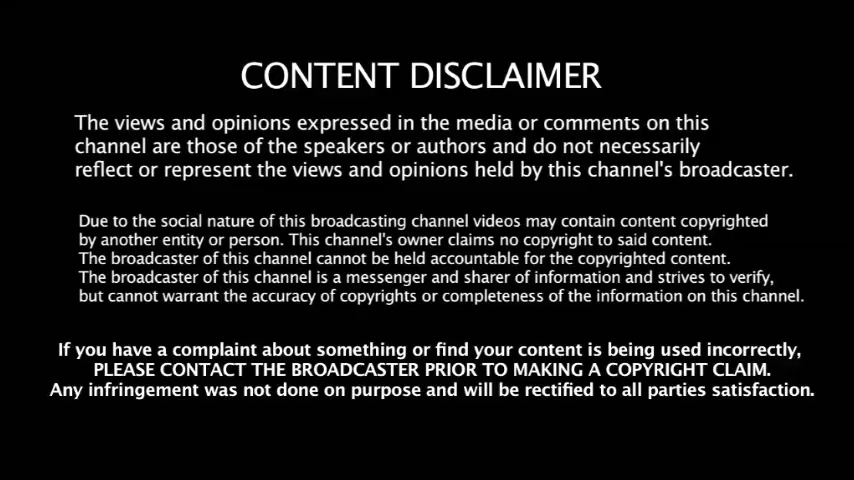 CONTENT DISCLAIMER
The views and opinions expressed in the media or comments on this
channel are those of the speakers or authors and do not necessarily
reflect or represent the views and opinions held by this channel's broadcaster.
Due to the social nature of this broadcasting channel videos may contain content copyrighted
by another entity or person. This channel's owner claims no copyright to said content.
The broadcaster of this channel cannot be held accountable for the copyrighted content.
The broadcaster of this channel is a messenger and sharer of information and strives to verify,
but cannot warrant the accuracy of copyrights or completeness of the information on this channel.
If you have a complaint about something or find your content is being used incorrectly,
PLEASE CONTACT THE BROADCASTER PRIOR TO MAKING A COPYRIGHT CLAIM.
Any infringement was not done on purpose and will be rectified to all parties satisfaction.